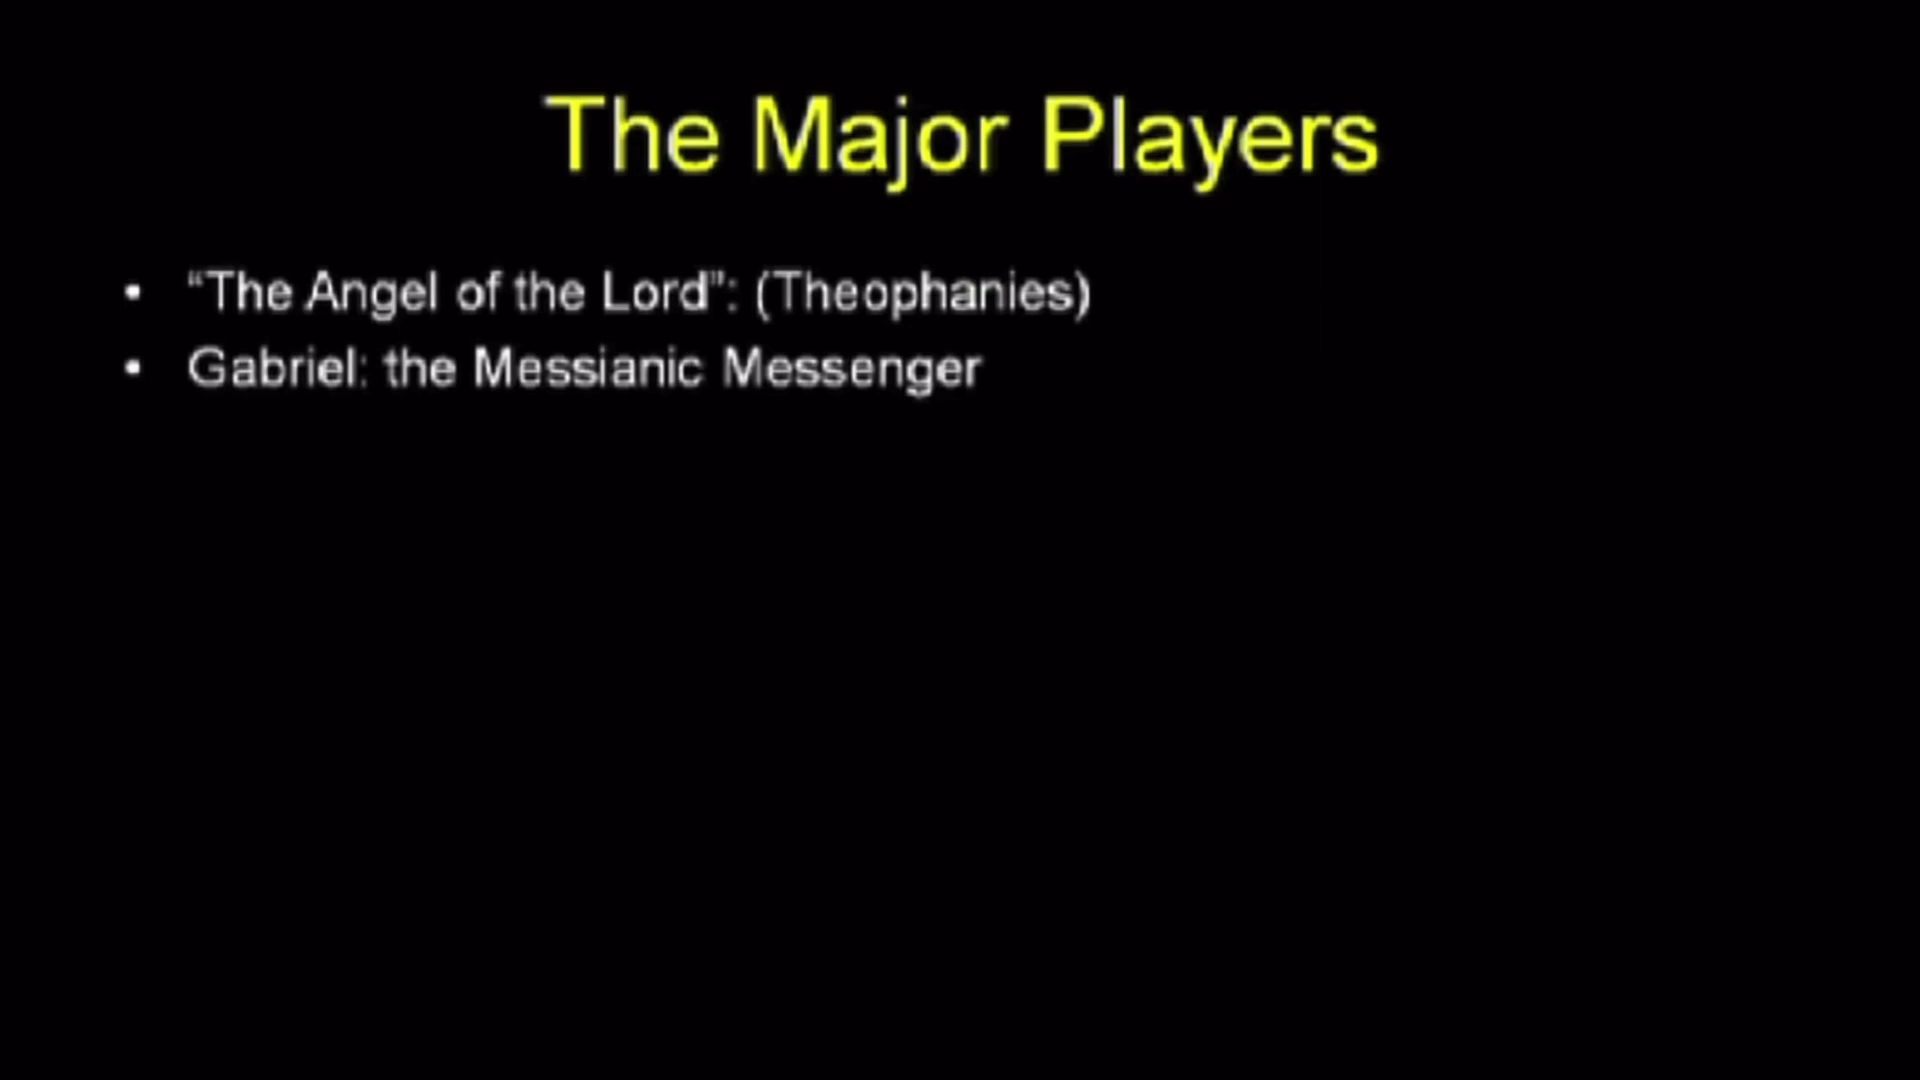 The Major Players
• “The Angel of the Lord”: (Theophanies)
• Gabriel: the Messianic Messenger